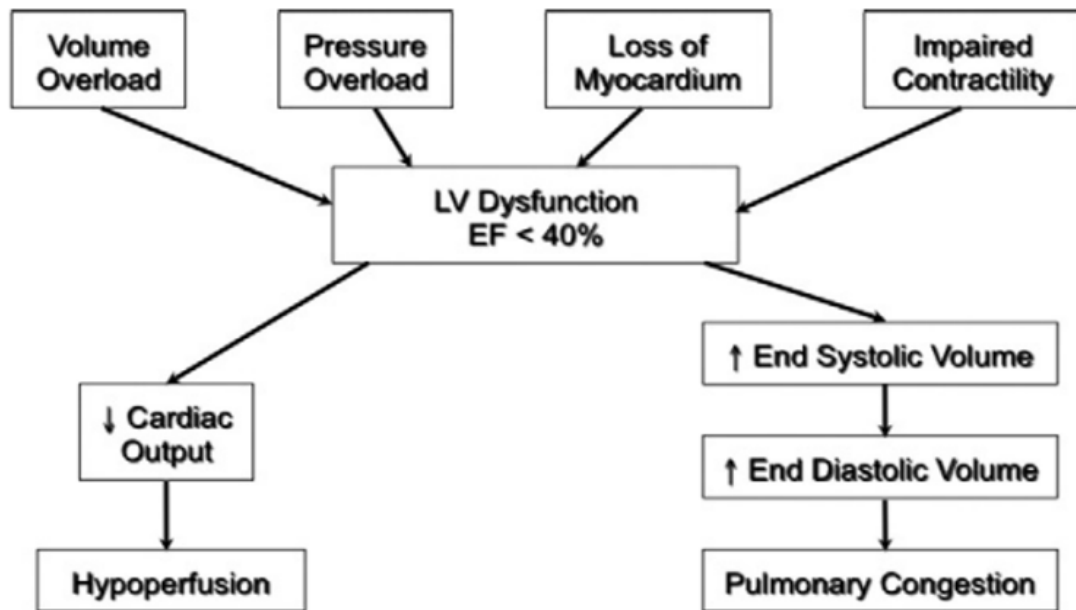 Volume
Overload
Pressure
Overload
Loss of
Myocardium
Impaired
Contractility
LV Dysfunction
EF < 40%
↑ End Systolic Volume
↓ Cardiac
Output
↑ End Diastolic Volume
Hypoperfusion
Pulmonary Congestion